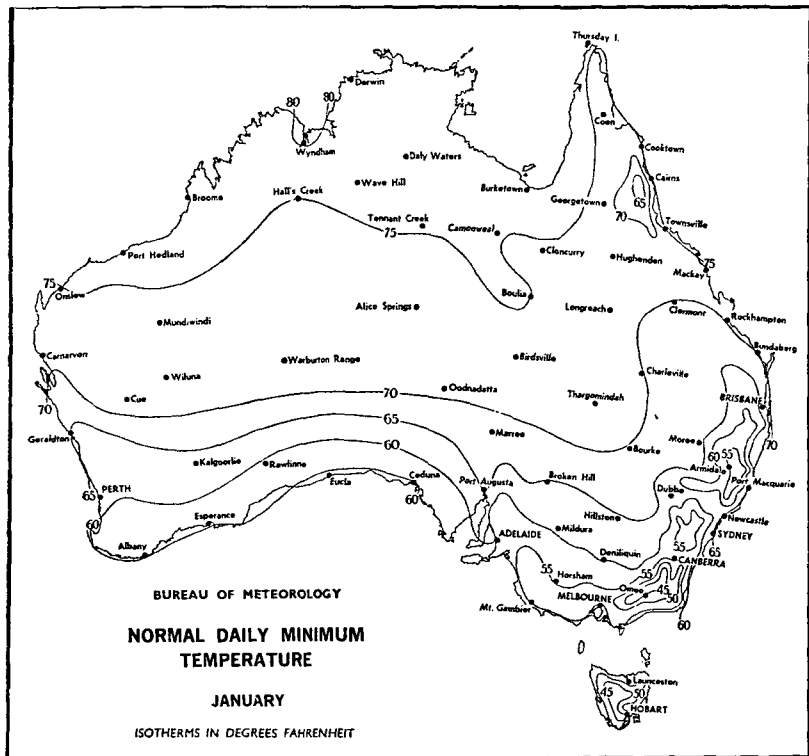 Thursday I.
Darwin
80 80
Wyndham
Coen
Daly Waters
Cooktown
Wave Hill
Cairns
Burketown
65
Hall's Creek
Broome
Georgetown
70
Tennant Creek
75
Camooweal
Townsville
Port Hedland
Cloncurry
Hughenden
75
Mackay
75
Onslow
Boulia
Alice Springs
Longreach
Clermont
Mundiwindi
Rockhampton
Carnarvon
Warburton Range
Birdsville
Bundaberg
Wiluna
Charleville
Cue
70
Oodnadatta
Thargomindah
BRISBANE
70
65
70
Geraldton
Marree
Moree
60
Bourke
60
55
Kalgoorlie
Rawlinna
Ceduna
Broken Hill
Armidale
65
PERTH
Eucla
Port Augusta
Dubbo
Port Macquarie
60
60
Esperance
Hillston
Newcastle
Mildura
SYDNEY
Albany
ADELAIDE
Deniliquin
55
65
CANBERRA
55
55
Horsham
Omeo
45
50
MELBOURNE
Mt. Gambier
60
BUREAU OF METEOROLOGY
NORMAL DAILY MINIMUM
TEMPERATURE
JANUARY
ISOTHERMS IN DEGREES FAHRENHEIT
Launceston
45
50
HOBART